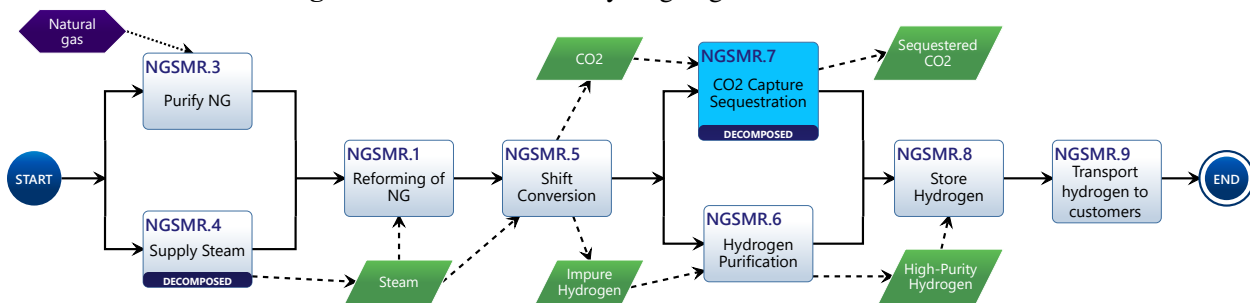 Natural
gas
NGSMR.3
Purify NG
CO2
NGSMR.7
CO2 Capture
Sequestration
DECOMPOSED
Sequestered
CO2
START
NGSMR.1
Reforming of
NG
NGSMR.5
Shift
Conversion
NGSMR.8
Store
Hydrogen
NGSMR.9
Transport
hydrogen to
customers
END
NGSMR.4
Supply Steam
DECOMPOSED
Steam
Impure
Hydrogen
NGSMR.6
Hydrogen
Purification
High-Purity
Hydrogen